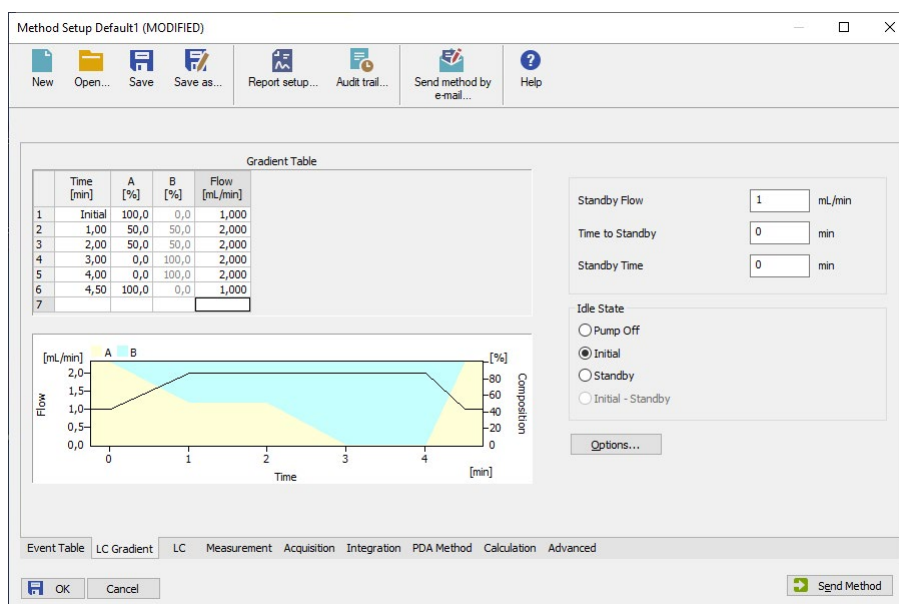 Method Setup Default1 (MODIFIED)
New Open... Save Save as... Report setup... Audit trail... Send method by e-mail... Help
Gradient Table
Time [min] A [%] B [%] Flow [mL/min]
1 Initial 100,0 0,0 1,000
2 1,00 50,0 50,0 2,000
3 2,00 50,0 50,0 2,000
4 3,00 0,0 100,0 2,000
5 4,00 0,0 100,0 2,000
6 4,50 100,0 0,0 1,000
7
Standby Flow 1 mL/min
Time to Standby 0 min
Standby Time 0 min
Idle State
Pump Off
Initial
Standby
Initial - Standby
Options...
[mL/min] A B [%]
2,0 80
1,5 60
1,0 40
0,5 20
0,0 0
Flow
Composition
0 1 2 3 4
Time [min]
Event Table LC Gradient LC Measurement Acquisition Integration PDA Method Calculation Advanced
OK Cancel Send Method